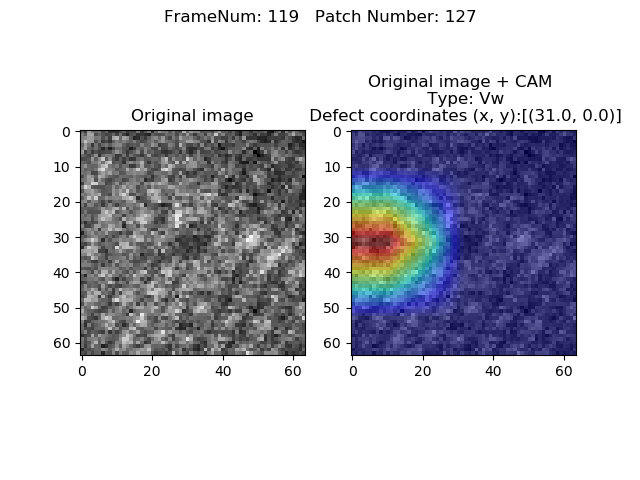 FrameNum: 119   Patch Number: 127
Original image
Original image + CAM
Type: Vw
Defect coordinates (x, y):[(31.0, 0.0)]
0
10
20
30
40
50
60
0 20 40 60
0
10
20
30
40
50
60
0 20 40 60